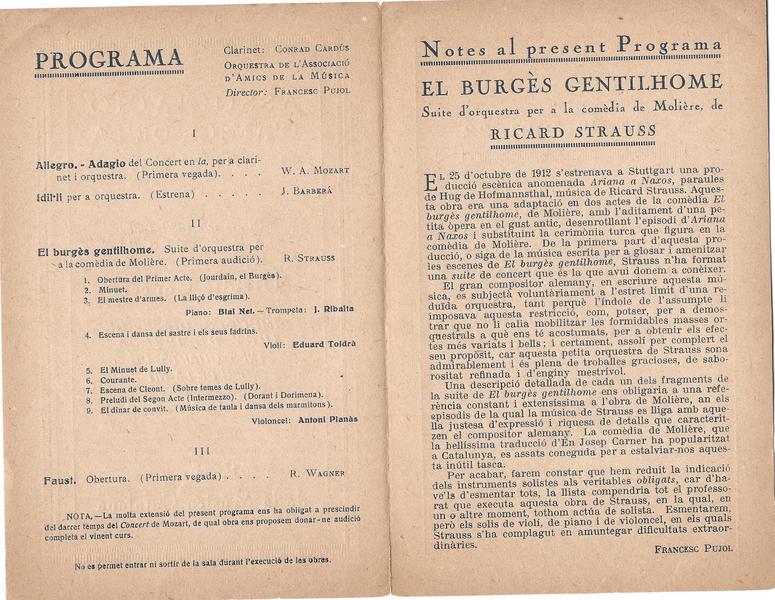 PROGRAMA
Clarinet: CONRAD CARDÚS
ORQUESTRA DE L'ASSOCIACIÓ
D'AMICS DE LA MÚSICA
Director: FRANCESC PUJOL
I
Allegro. - Adagio del Concert en la, per a clari-
net i orquestra. (Primera vegada). . . . W. A. MOZART
Idil·li per a orquestra. (Estrena) . . . . . . J. BARBERÁ
II
El burgès gentilhome. Suite d'orquestra per
a la comèdia de Molière. (Primera audició). R. STRAUSS
1. Obertura del Primer Acte. (Jourdain, el Burgès).
2. Minuet.
3. El mestre d'armes. (La lliçó d'esgrima).
Piano: Blai Net. — Trompeta: J. Ribalta
4. Escena i dansa del sastre i els seus fadrins.
Violí: Eduard Toldrà
5. El Minuet de Lully.
6. Courante.
7. Escena de Cleont. (Sobre temes de Lully).
8. Preludi del Segon Acte (Intermezzo). (Dorant i Dorimena).
9. El dinar de convit. (Música de taula i dansa dels marmitons).
Violoncel: Antoni Planàs
III
Faust. Obertura. (Primera vegada) . . . . R. WAGNER
NOTA.—La molta extensió del present programa ens ha obligat a prescindir
del darrer temps del Concert de Mozart, de qual obra ens proposem donar-ne audició
completa el vinent curs.
No es permet entrar ni sortir de la sala durant l'execució de les obres.
Notes al present Programa
EL BURGÈS GENTILHOME
Suite d'orquestra per a la comèdia de Molière, de
RICARD STRAUSS
EL 25 d'octubre de 1912 s'estrenava a Stuttgart una pro-
ducció escènica anomenada Ariana a Naxos, paraules
de Hug de Hofmannsthal, música de Ricard Strauss. Aques-
ta obra era una adaptació en dos actes de la comèdia El
burgès gentilhome, de Molière, amb l'aditament d'una pe-
tita òpera en el gust antic, desenrotllant l'episodi d'Ariana
a Naxos i substituint la cerimònia turca que figura en la
comèdia de Molière. De la primera part d'aquesta pro-
ducció, o siga de la música escrita per a glosar i amenitzar
les escenes de El burgès gentilhome, Strauss n'ha format
una suite de concert que és la que avui donem a conèixer.
El gran compositor alemany, en escriure aquesta mú-
sica, es subjectà voluntàriament a l'estret límit d'una re-
duïda orquestra, tant perquè l'índole de l'assumpte li
imposava aquesta restricció, com, potser, per a demos-
trar que no li calia mobilitzar les formidables masses or-
questrals a què ens té acostumats, per a obtenir els efec-
tes més variats i bells; i certament, assolí per complert el
seu propòsit, car aquesta petita orquestra de Strauss sona
admirablement i és plena de troballes gracioses, de sabo-
rositat refinada i d'enginy mestrívol.
Una descripció detallada de cada un dels fragments de
la suite de El burgès gentilhome ens obligaria a una refe-
rència constant i extensíssima a l'obra de Molière, an els
episodis de la qual la música de Strauss es lliga amb aque-
lla justesa d'expressió i riquesa de detalls que caracterit-
zen el compositor alemany. La comèdia de Molière, que
la bellíssima traducció d'En Josep Carner ha popularitzat
a Catalunya, es assats coneguda per a estalviar-nos aques-
ta inútil tasca.
Per acabar, farem constar que hem reduït la indicació
dels instruments solistes als veritables obligats, car d'ha-
ve'ls d'esmentar tots, la llista compendria tot el professo-
rat que executa aquesta obra de Strauss, en la qual, en
un o altre moment, tothom actúa de solista. Esmentarem,
però els solis de violí, de piano i de violoncel, en els quals
Strauss s'ha complagut en amuntegar dificultats extraor-
dinàries.
FRANCESC PUJOL